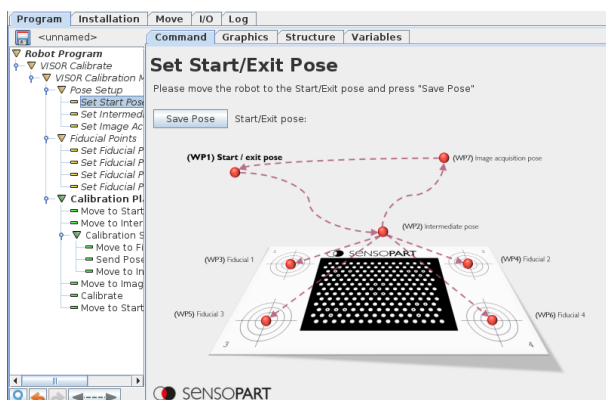 Program Installation Move I/O Log
<unnamed>
Command Graphics Structure Variables
Robot Program
VISOR Calibrate
VISOR Calibration M
Pose Setup
Set Start Pose
Set Intermed
Set Image Ac
Fiducial Points
Set Fiducial P
Set Fiducial P
Set Fiducial P
Set Fiducial P
Calibration Pl
Move to Start
Move to Inter
Calibration S
Move to Fi
Send Pose
Move to In
Move to Imag
Calibrate
Move to Start
Set Start/Exit Pose
Please move the robot to the Start/Exit pose and press "Save Pose"
Save Pose Start/Exit pose:
(WP1) Start / exit pose
(WP7) Image acquisition pose
(WP2) Intermediate pose
SENSOPART
(WP3) Fiducial 1
(WP4) Fiducial 2
(WP5) Fiducial 3
(WP6) Fiducial 4
3
4
SENSOPART